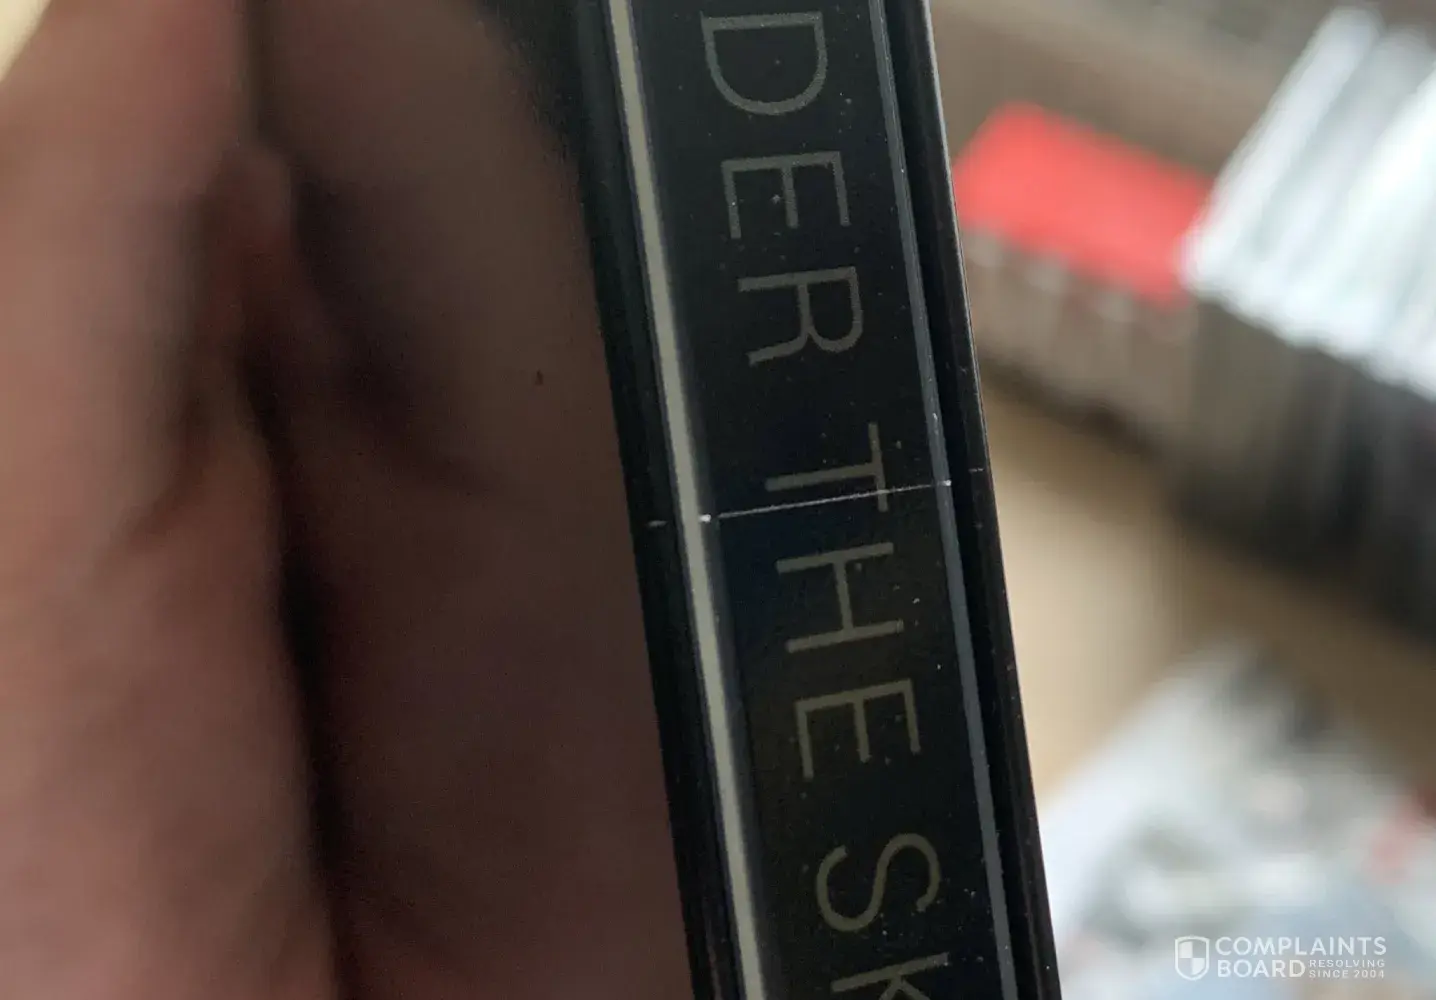 DER THE SK
COMPLAINTS
BOARD RESOLVING
SINCE 2004